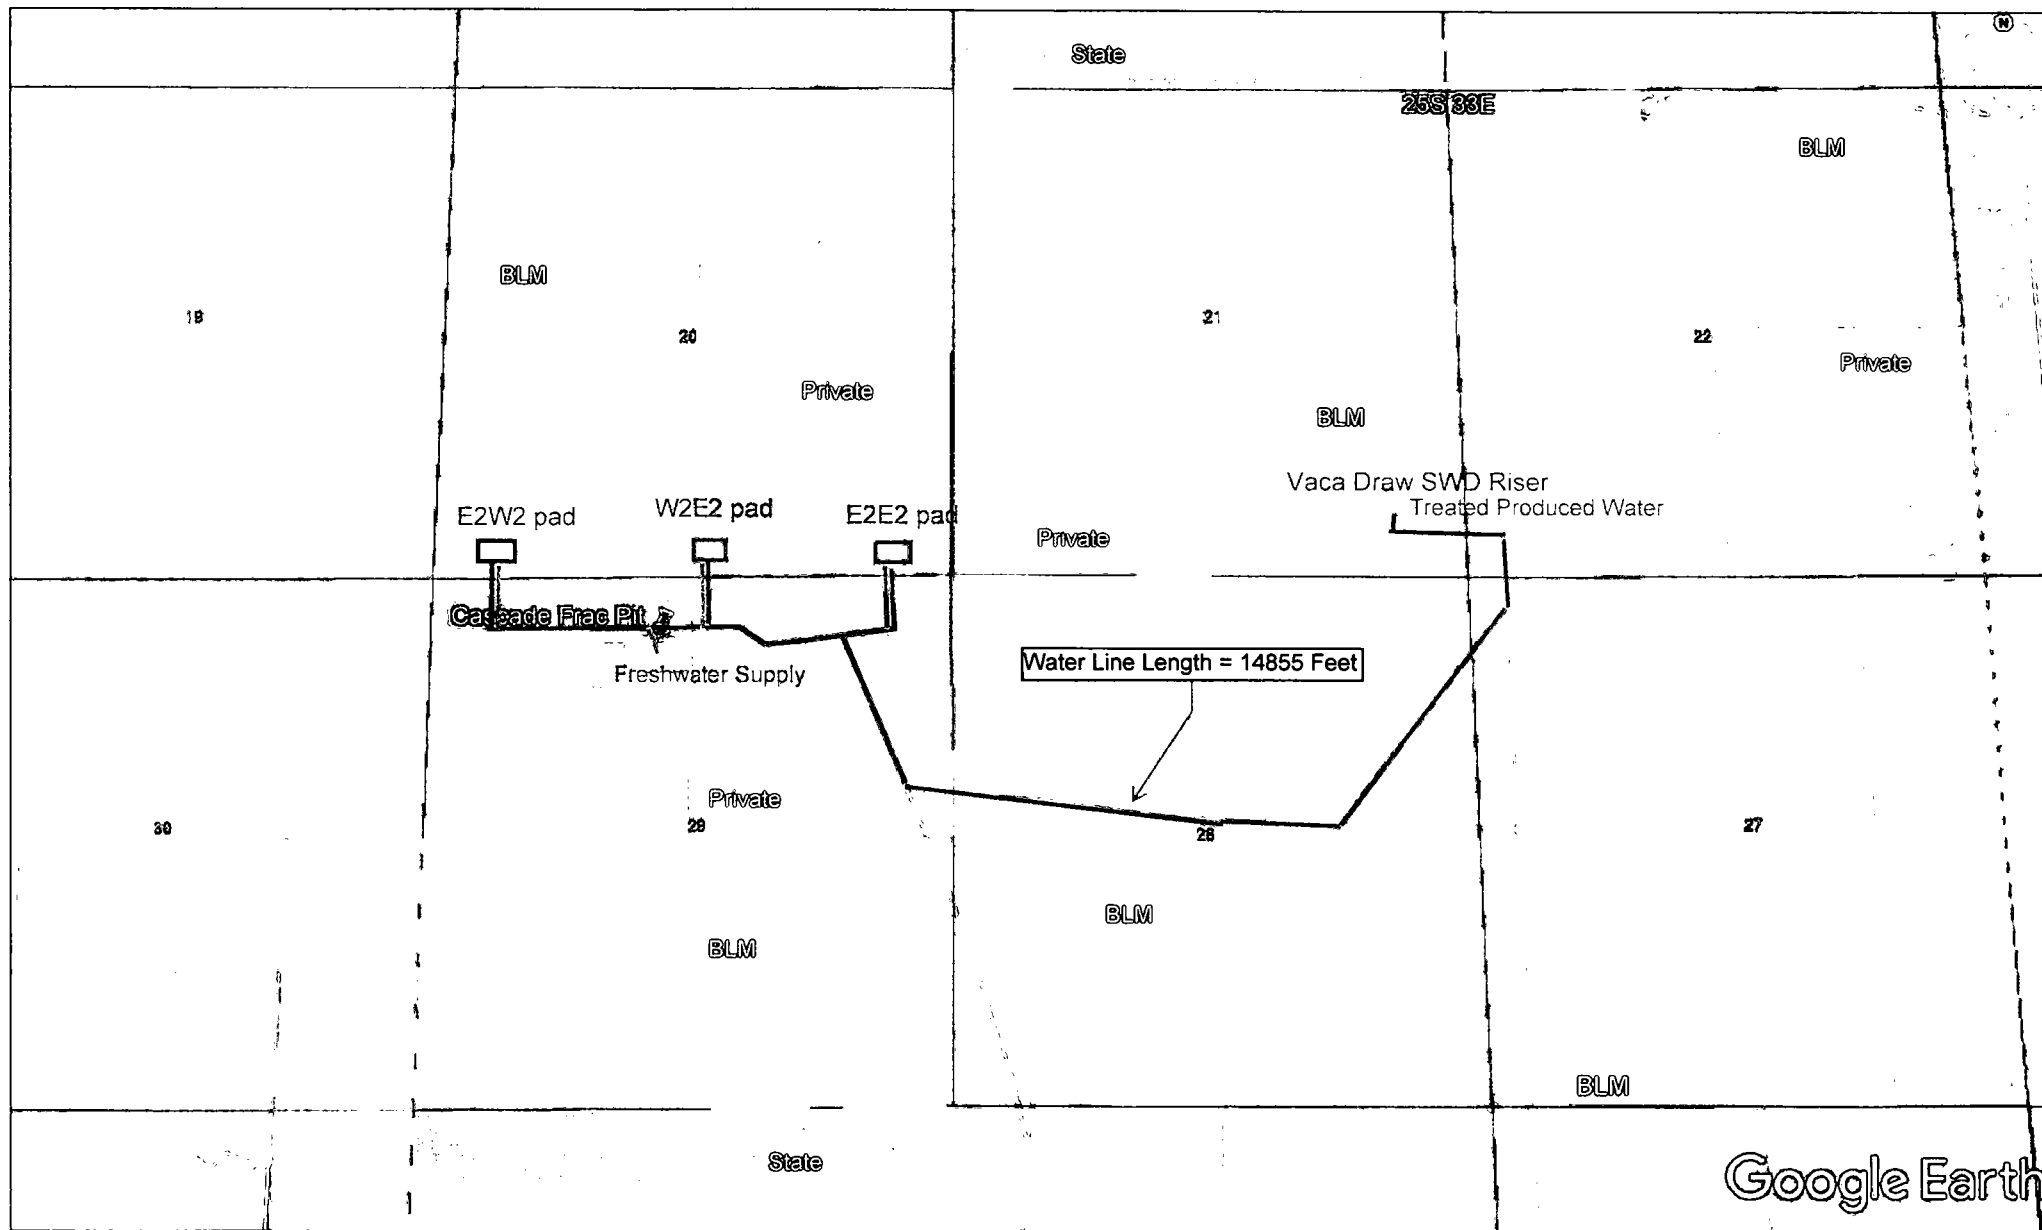 N
State
25S 33E
BLM
BLM
19
20
21
22
Private
Private
BLM
Vaca Draw SWD Riser
Treated Produced Water
E2W2 pad
W2E2 pad
E2E2 pad
Private
Cascade Frac Pit
Freshwater Supply
Water Line Length = 14855 Feet
Private
30
29
28
27
BLM
BLM
BLM
State
Google Earth